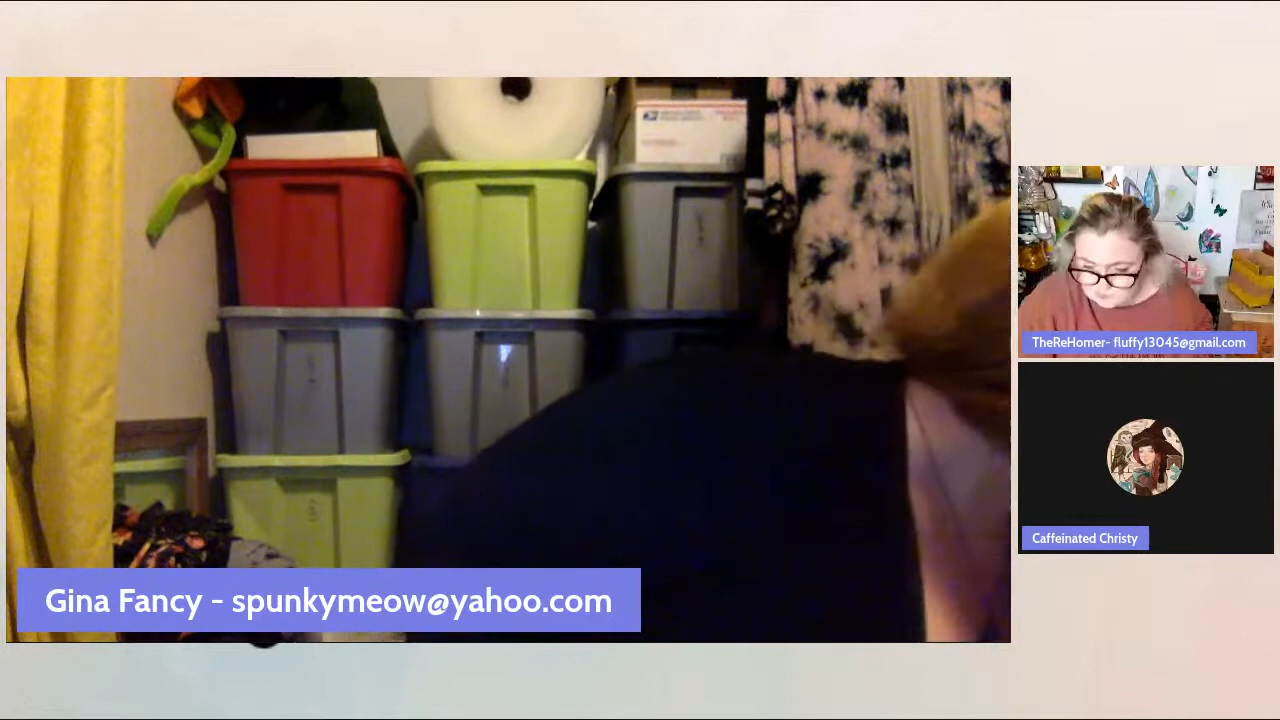 Gina Fancy - spunkymeow@yahoo.com
TheReHomer- fluffy13045@gmail.com
Caffeinated Christy